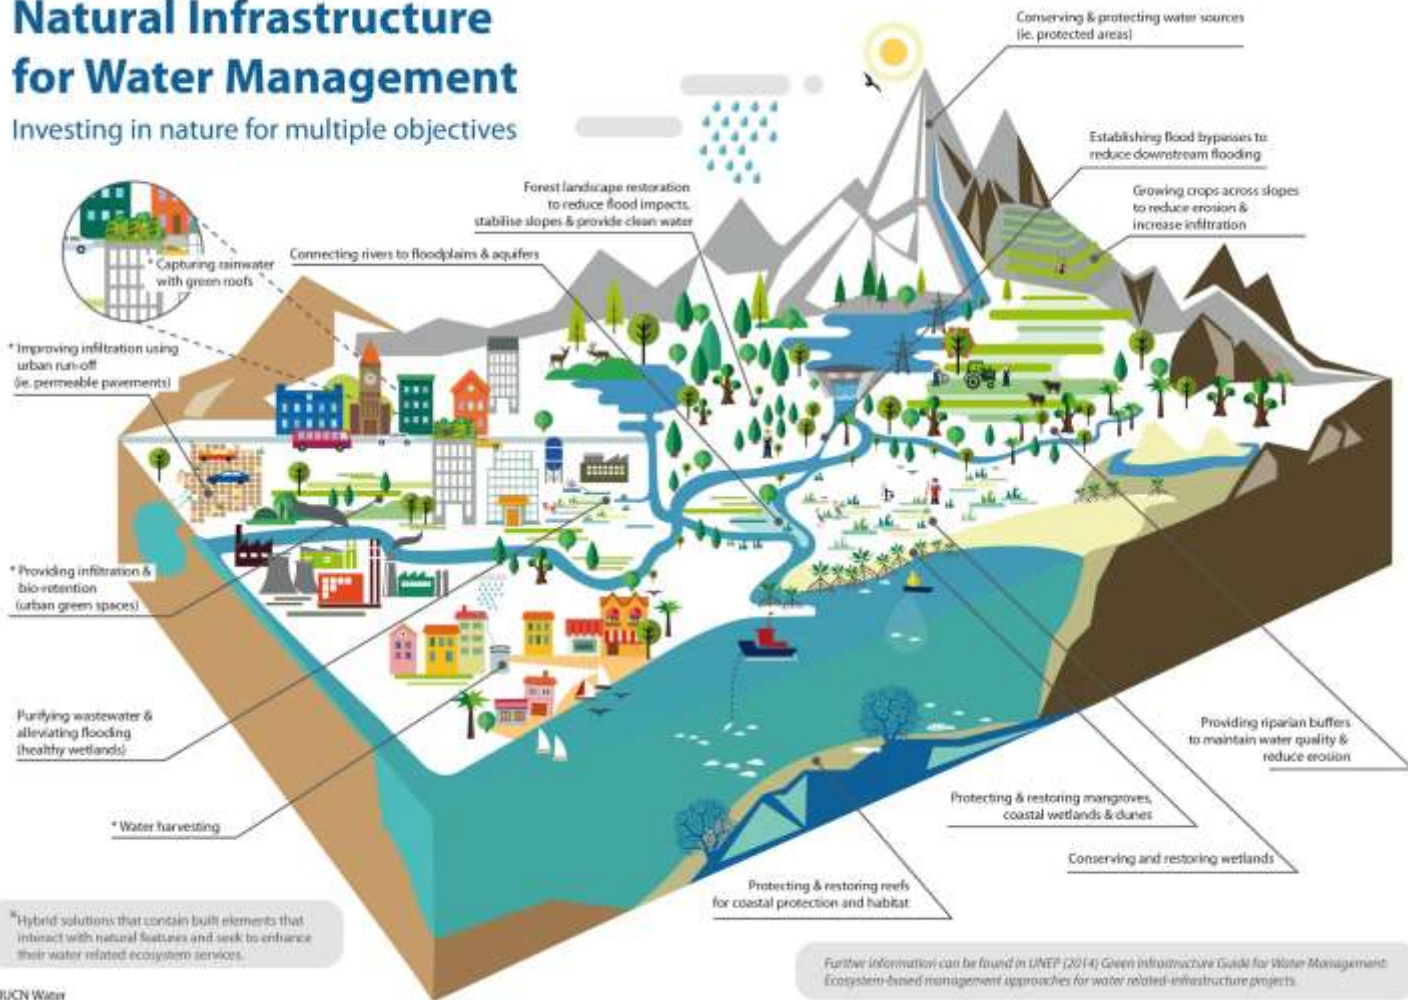 Natural Infrastructure
for Water Management
Investing in nature for multiple objectives
Conserving & protecting water sources
(ie. protected areas)
Establishing flood bypasses to
reduce downstream flooding
Growing crops across slopes
to reduce erosion &
increase infiltration
Forest landscape restoration
to reduce flood impacts,
stabilise slopes & provide clean water
Connecting rivers to floodplains & aquifers
* Capturing rainwater
with green roofs
* Improving infiltration using
urban run-off
(ie. permeable pavements)
* Providing infiltration &
bio-retention
(urban green spaces)
Purifying wastewater &
alleviating flooding
(healthy wetlands)
* Water harvesting
Providing riparian buffers
to maintain water quality &
reduce erosion
Protecting & restoring mangroves,
coastal wetlands & dunes
Conserving and restoring wetlands
Protecting & restoring reefs
for coastal protection and habitat
*Hybrid solutions that contain built elements that
interact with natural features and seek to enhance
their water related ecosystem services.
Further information can be found in UNEP (2014) Green Infrastructure Guide for Water Management:
Ecosystem-based management approaches for water related-infrastructure projects.
IUCN Water